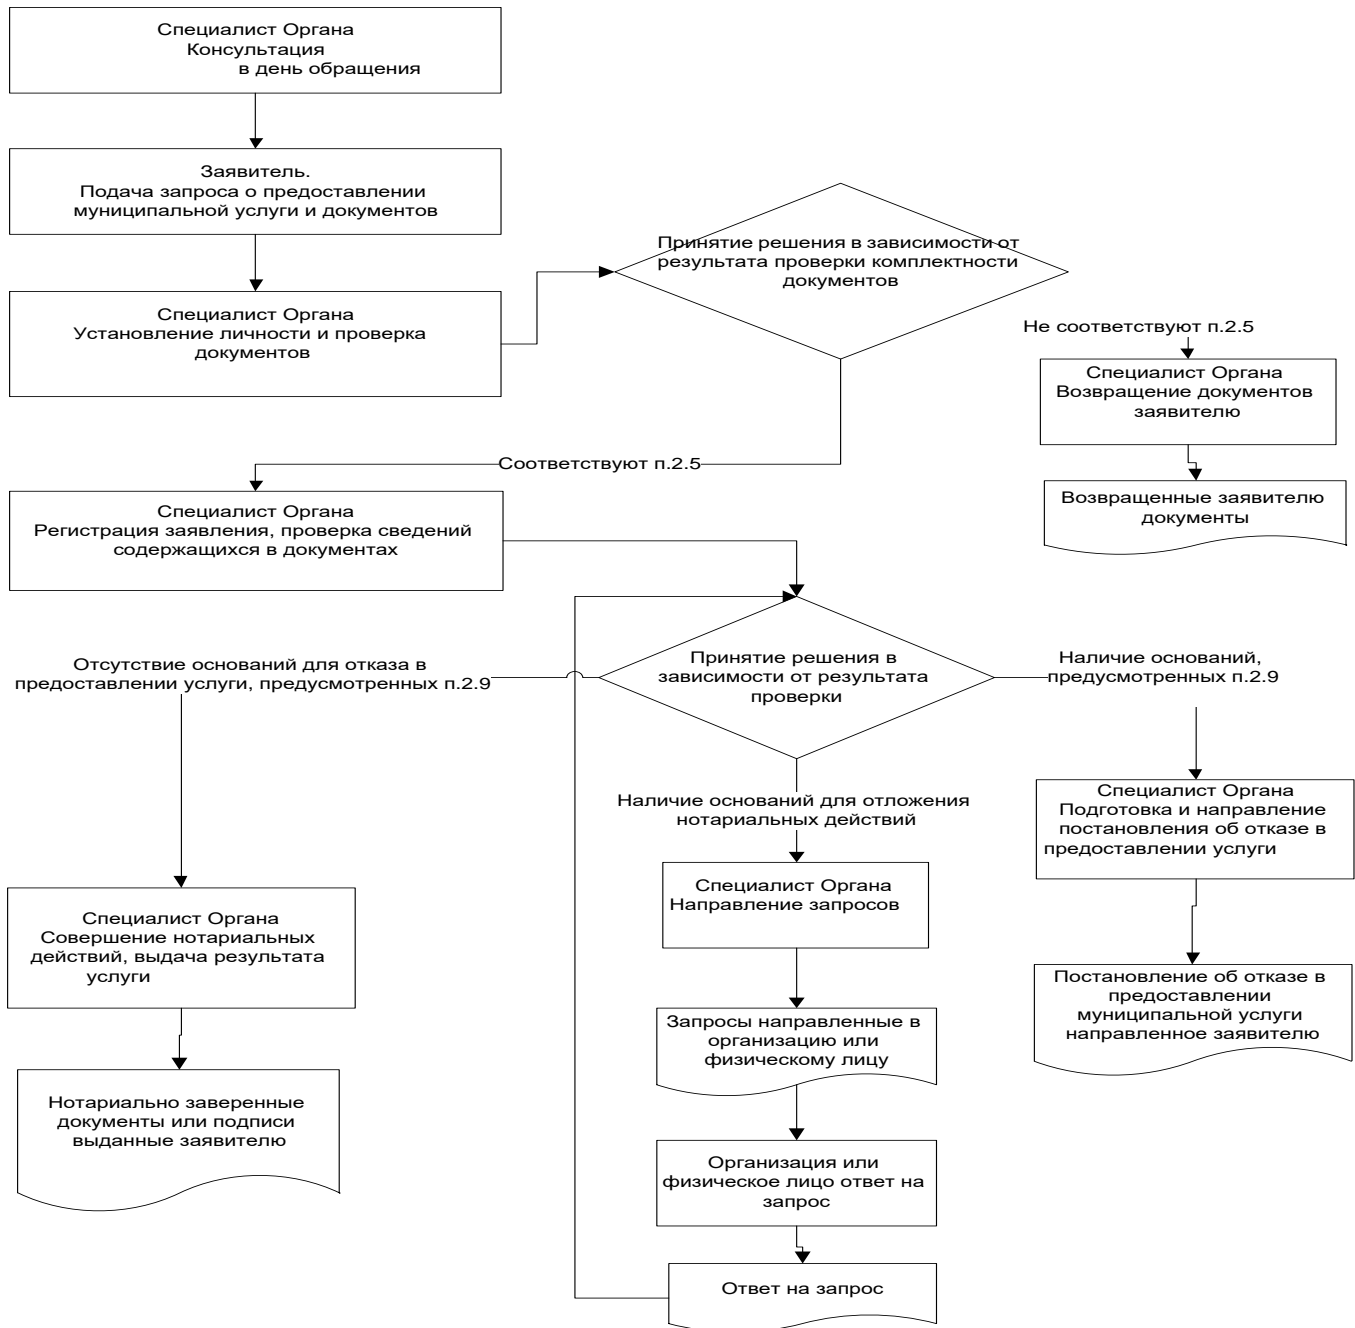 Специалист Органа
Консультация
в день обращения
Заявитель.
Подача запроса о предоставлении
муниципальной услуги и документов
Специалист Органа
Установление личности и проверка
документов
Принятие решения в зависимости от
результата проверки комплектности
документов
Не соответствуют п.2.5
Специалист Органа
Возвращение документов
заявителю
Возвращенные заявителю
документы
Соответствуют п.2.5
Специалист Органа
Регистрация заявления, проверка сведений
содержащихся в документах
Принятие решения в
зависимости от результата
проверки
Отсутствие оснований для отказа в
предоставлении услуги, предусмотренных п.2.9
Наличие оснований,
предусмотренных п.2.9
Наличие оснований для отложения
нотариальных действий
Специалист Органа
Подготовка и направление
постановления об отказе в
предоставлении услуги
Специалист Органа
Направление запросов
Специалист Органа
Совершение нотариальных
действий, выдача результата
услуги
Постановление об отказе в
предоставлении
муниципальной услуги
направленное заявителю
Запросы направленные в
организацию или
физическому лицу
Нотариально заверенные
документы или подписи
выданные заявителю
Организация или
физическое лицо ответ на
запрос
Ответ на запрос